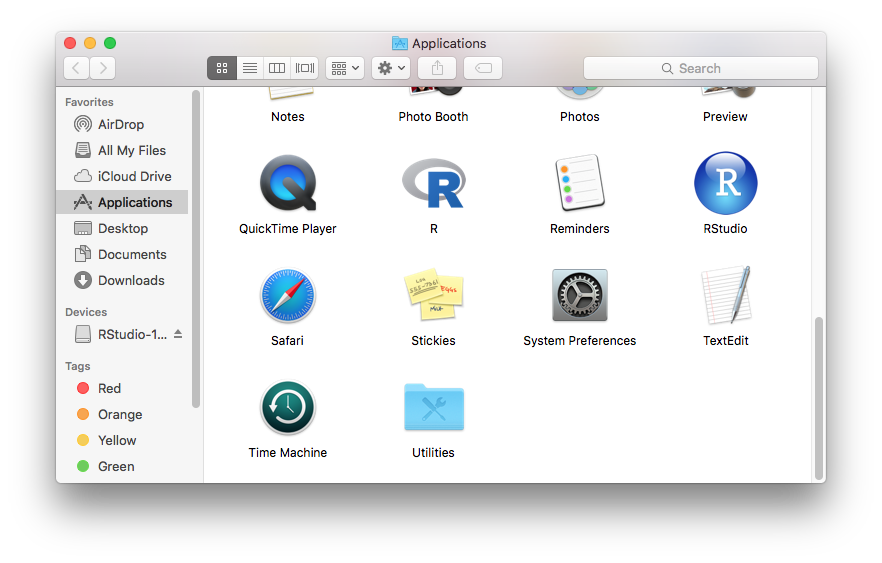 Applications
Search
Favorites
AirDrop
All My Files
iCloud Drive
Applications
Desktop
Documents
Downloads
Devices
RStudio-1...
Tags
Red
Orange
Yellow
Green
Notes
Photo Booth
Photos
Preview
QuickTime Player
R
Reminders
RStudio
Safari
Stickies
System Preferences
TextEdit
Time Machine
Utilities
R
R
EGGS
Milk